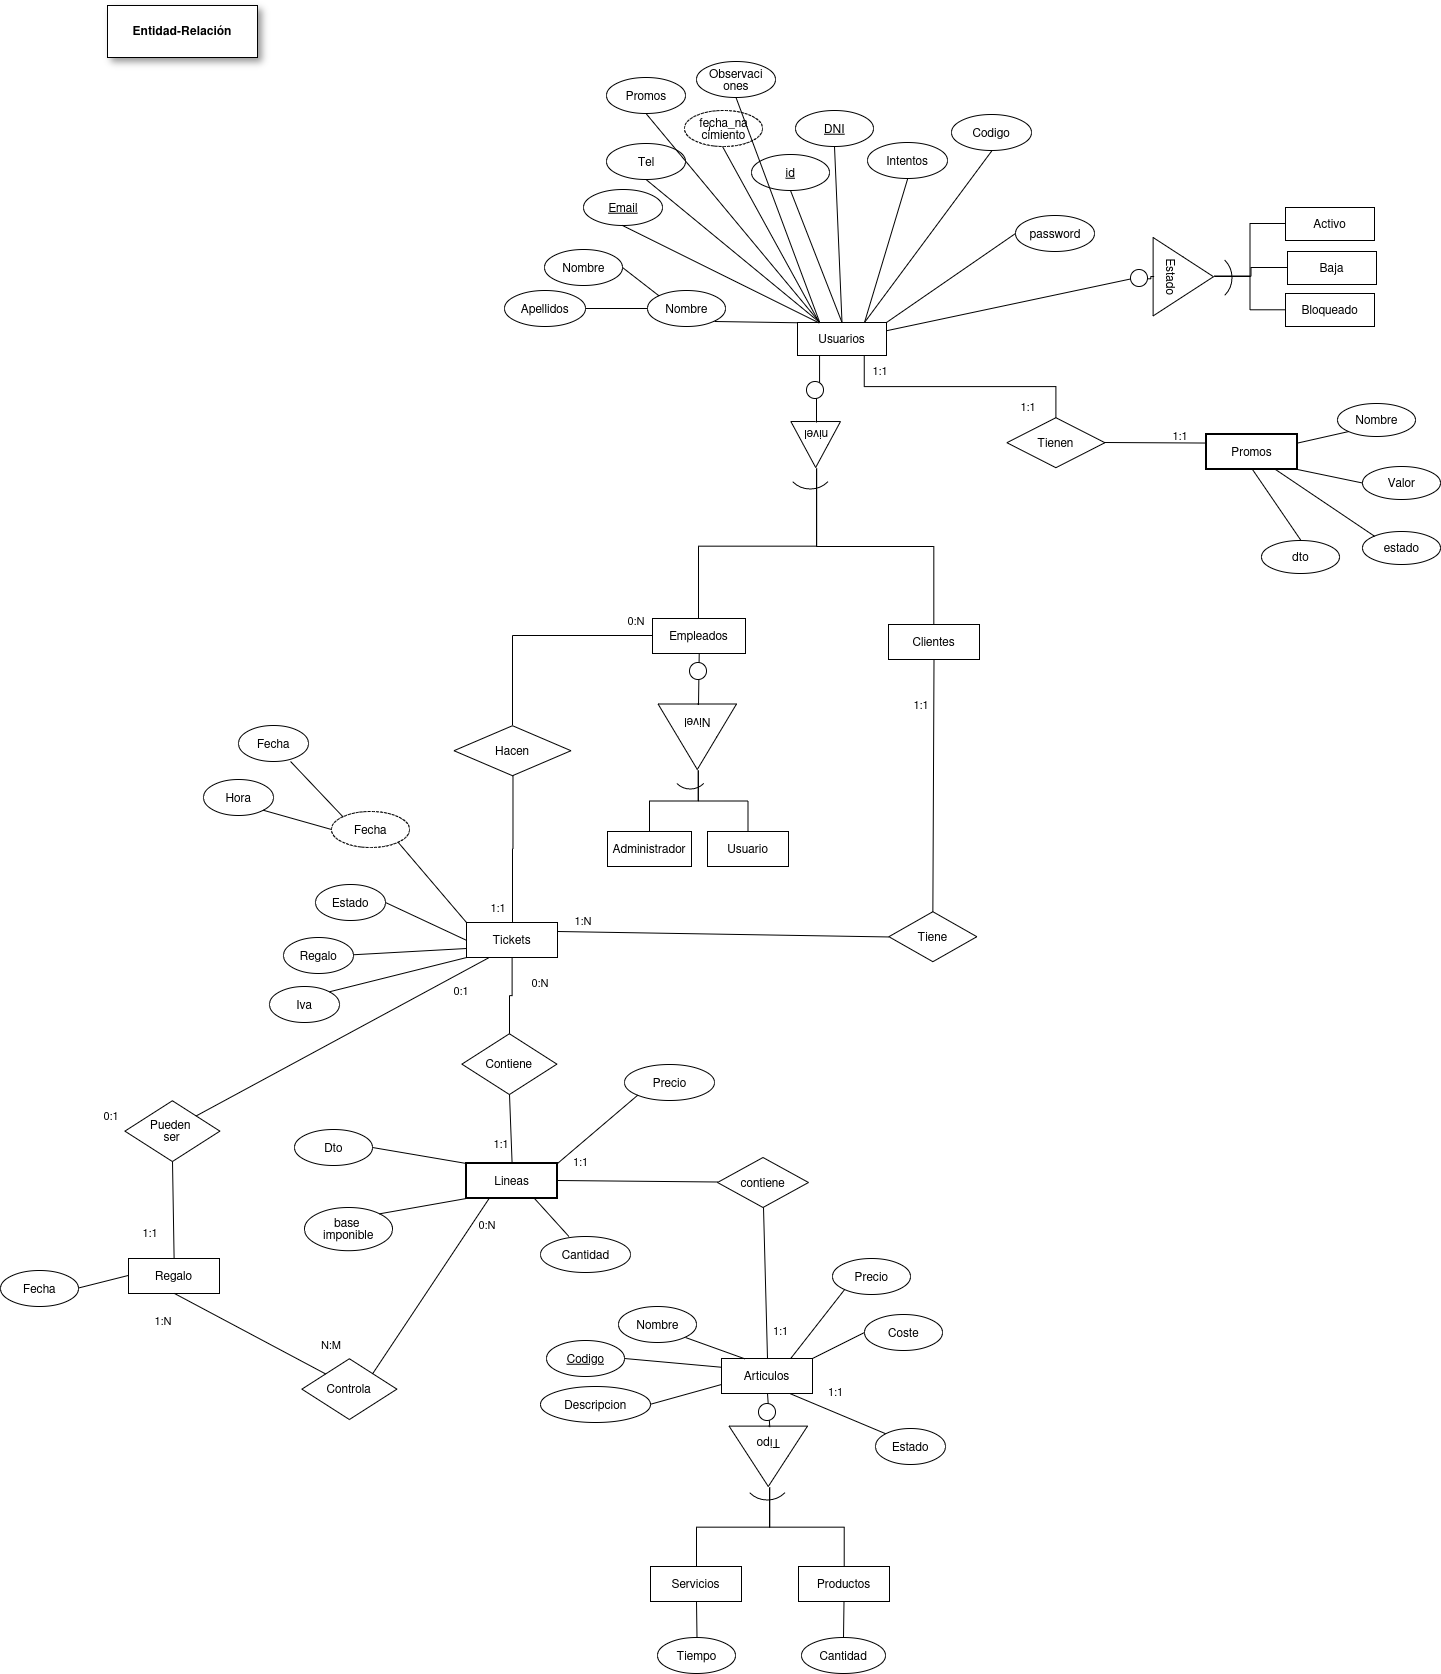 Entidad-Relación
Observaci
ones
Promos
fecha_na
cimiento
DNI
Codigo
Tel
Intentos
id
Email
password
Activo
Nombre
Estado
Baja
Apellidos
Nombre
Bloqueado
Usuarios
1:1
1:1
Nombre
nivel
Tienen
1:1
Promos
Valor
estado
dto
0:N
Empleados
Clientes
1:1
Nivel
Fecha
Hacen
Hora
Fecha
Administrador
Usuario
Estado
1:1
1:N
Tickets
Tiene
Regalo
0:1
0:N
Iva
Contiene
Precio
0:1
Pueden
ser
Dto
1:1
1:1
Lineas
contiene
base
imponible
0:N
1:1
Cantidad
Regalo
Precio
Fecha
1:N
Nombre
1:1
Coste
N:M
Codigo
Articulos
Controla
1:1
Descripcion
Tipo
Estado
Servicios
Productos
Tiempo
Cantidad